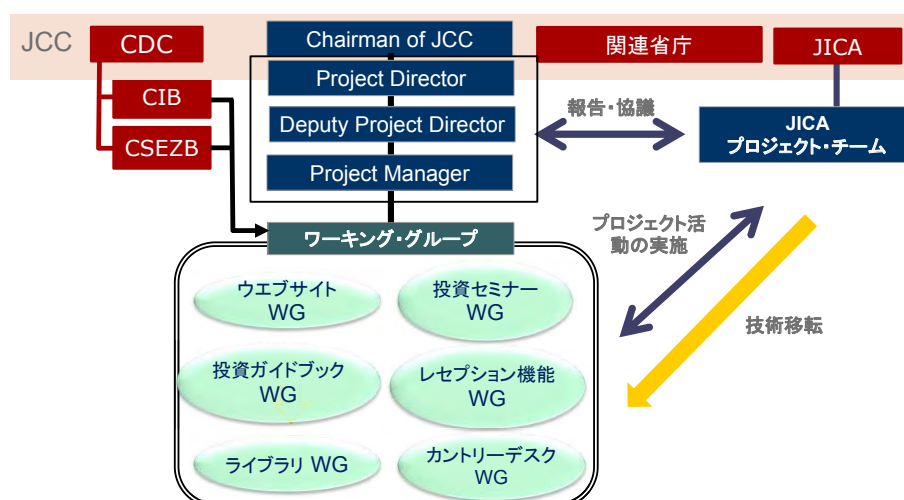 JCC
CDC
Chairman of JCC
関連省庁
JICA
CIB
CSEZB
Project Director
Deputy Project Director
Project Manager
報告・協議
JICA
プロジェクト・チーム
ワーキング・グループ
プロジェクト活
動の実施
技術移転
ウエブサイト
WG
投資セミナー
WG
投資ガイドブック
WG
レセプション機能
WG
ライブラリ WG
カントリーデスク
WG